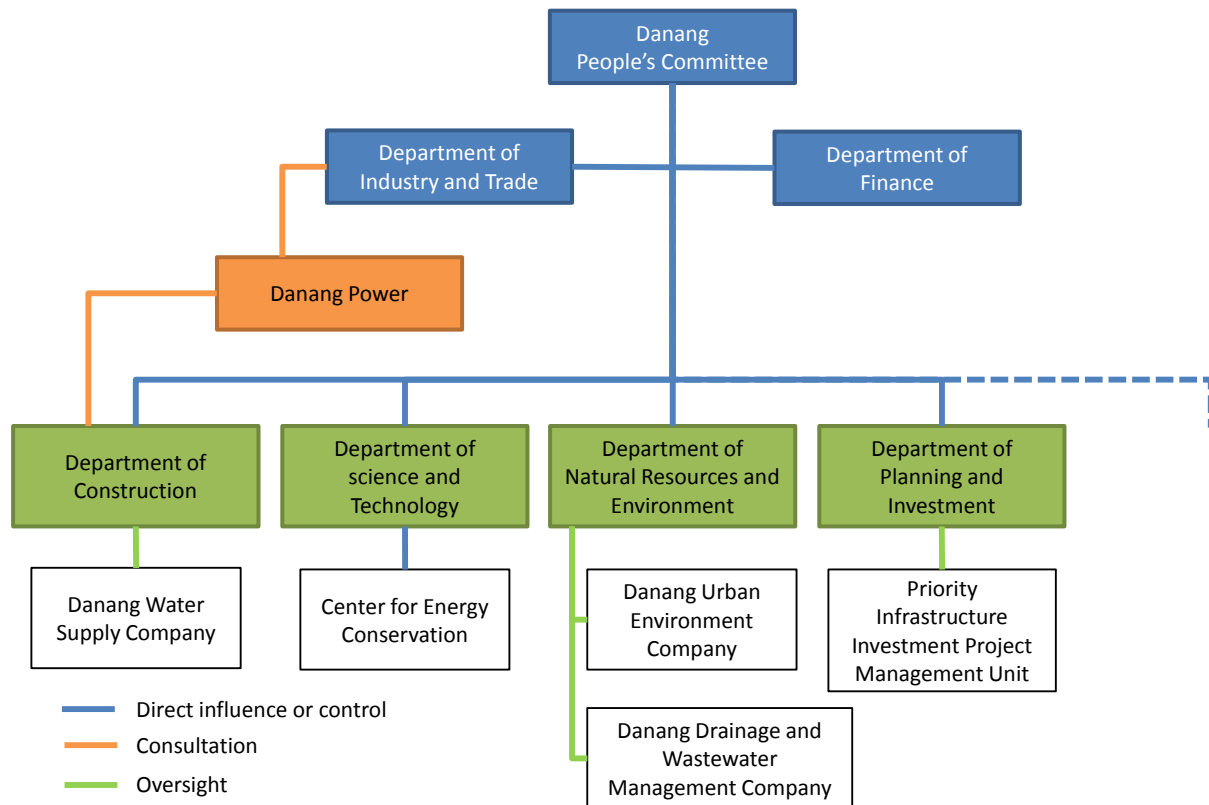 Danang
People's Committee
Department of
Industry and Trade
Department of
Finance
Danang Power
Department of
Construction
Department of
science and
Technology
Department of
Natural Resources and
Environment
Department of
Planning and
Investment
Danang Water
Supply Company
Center for Energy
Conservation
Danang Urban
Environment
Company
Priority
Infrastructure
Investment Project
Management Unit
Danang Drainage and
Wastewater
Management Company
Direct influence or control
Consultation
Oversight